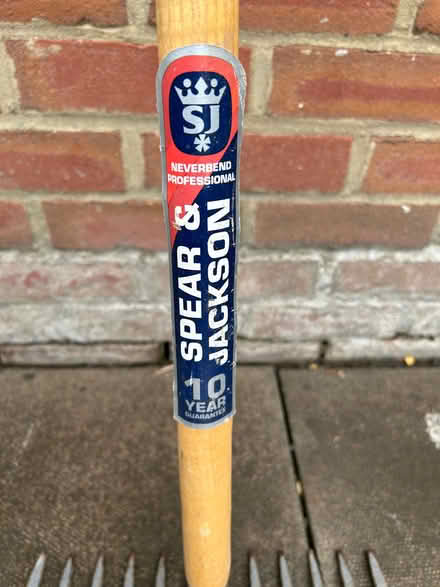 SJ
NEVERBEND
PROFESSIONAL
SPEAR &
JACKSON
10
YEAR
GUARANTEE